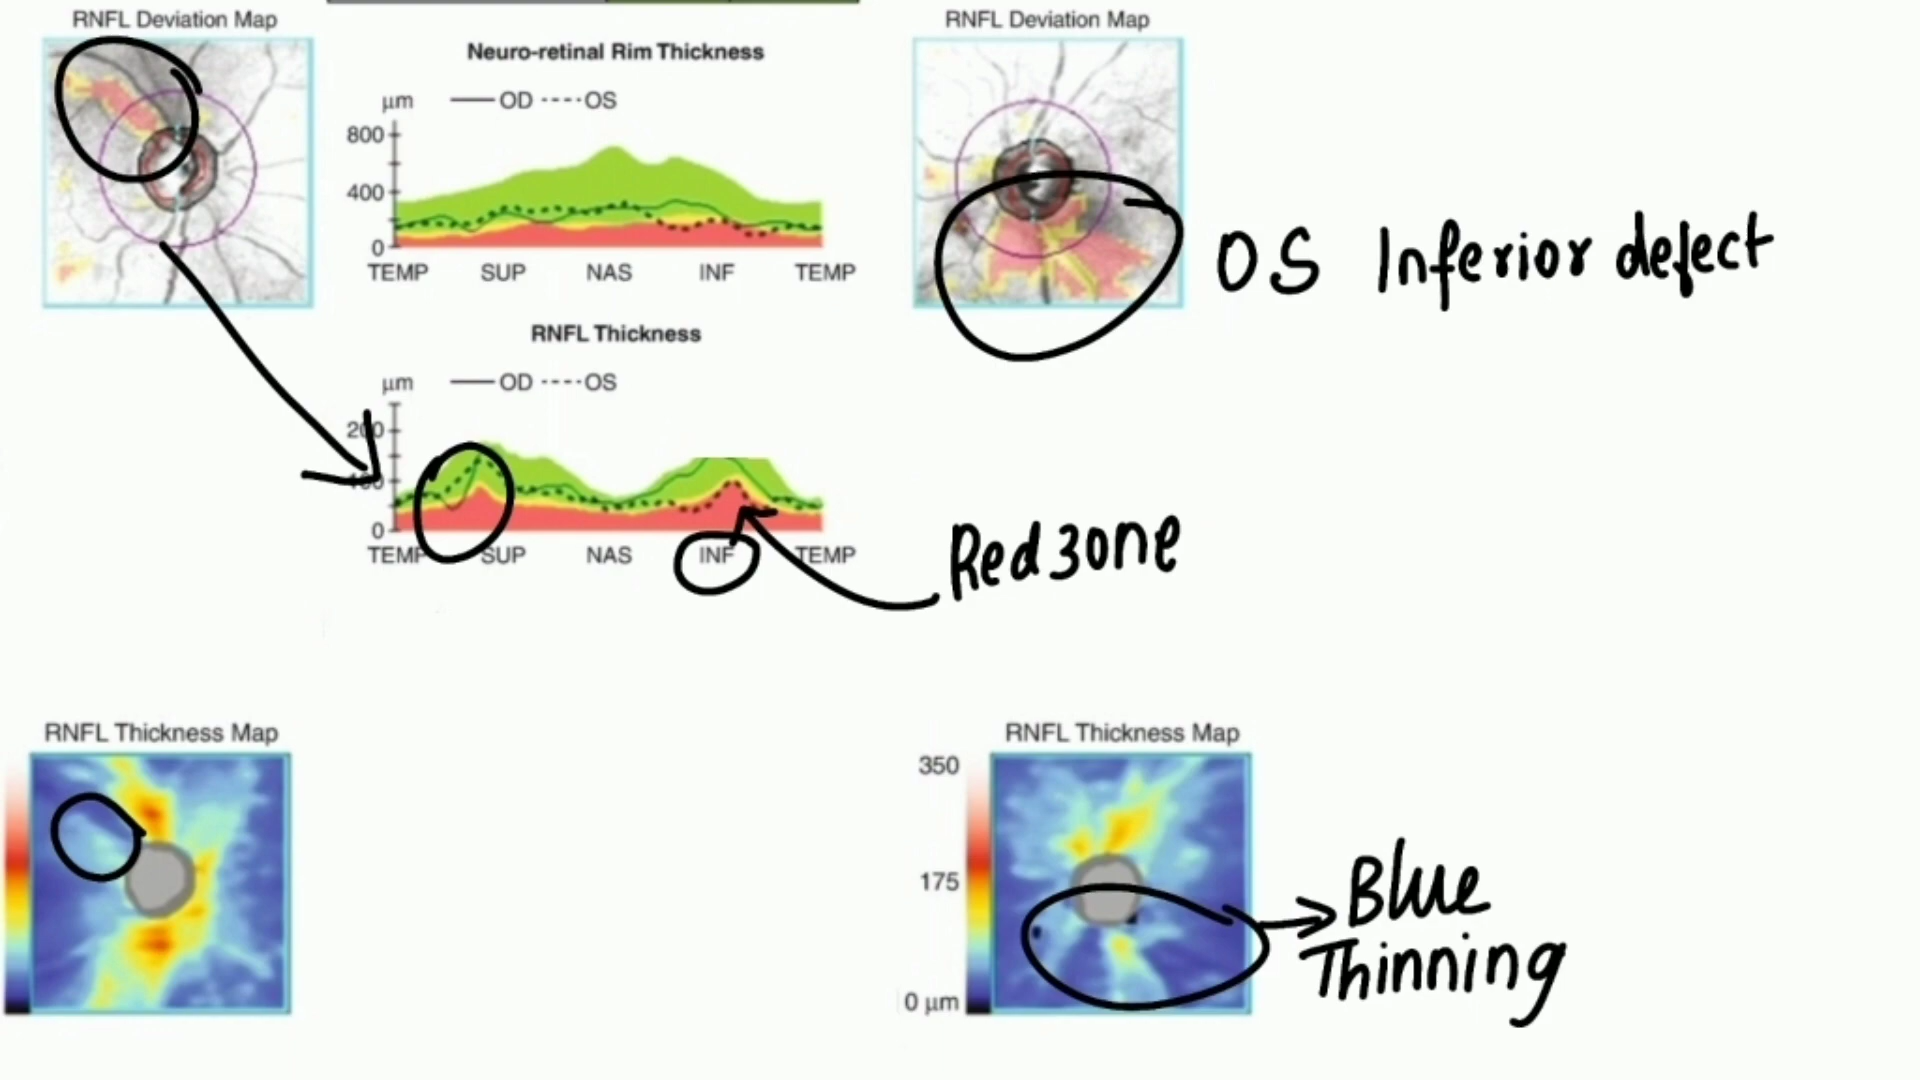 RNFL Deviation Map
Neuro-retinal Rim Thickness
μm
OD
OS
800
400
0
TEMP SUP NAS INF TEMP
RNFL Deviation Map
OS Inferior defect
RNFL Thickness
μm
OD
OS
200
100
0
TEMP SUP NAS INF TEMP
Red zone
RNFL Thickness Map
RNFL Thickness Map
350
175
0 μm
Blue
Thinning